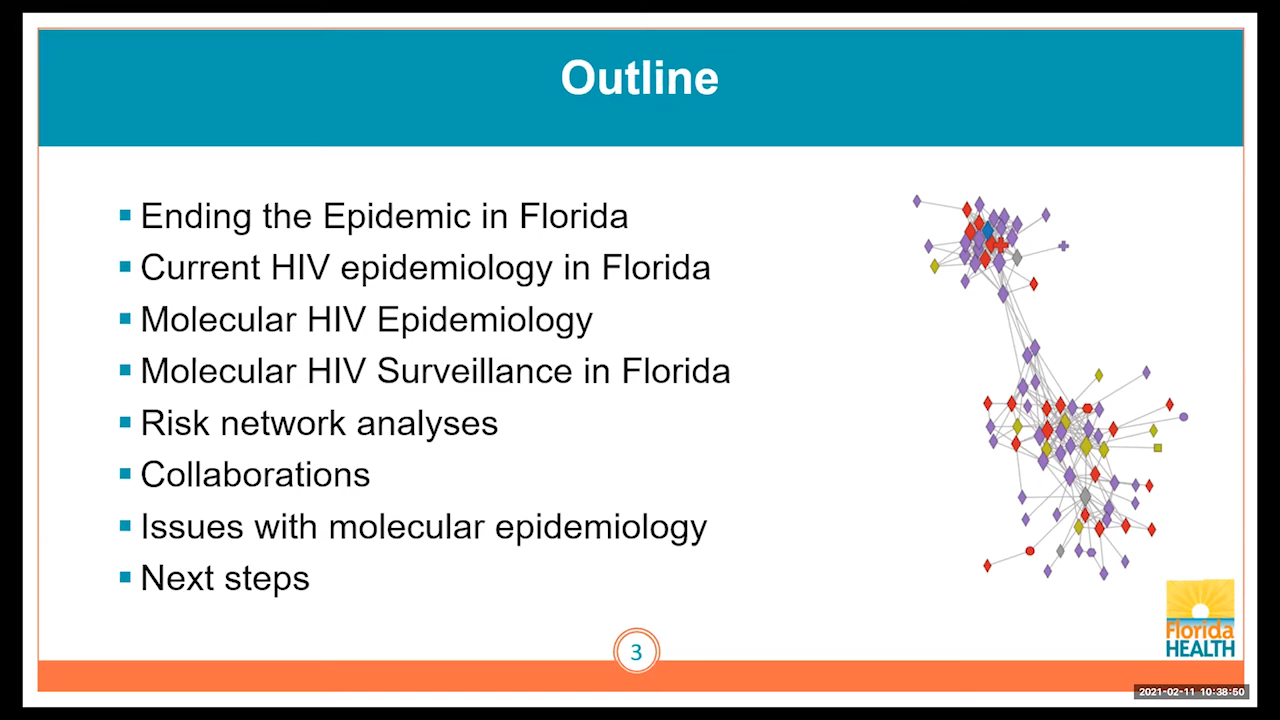 Outline
Ending the Epidemic in Florida
Current HIV epidemiology in Florida
Molecular HIV Epidemiology
Molecular HIV Surveillance in Florida
Risk network analyses
Collaborations
Issues with molecular epidemiology
Next steps
Florida
HEALTH
3
2021-02-11 10:38:50